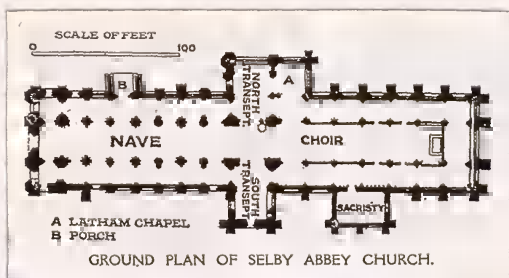 SCALE OF FEET
0 100
B
NORTH TRANSEPT.
A
NAVE
CHOIR
SOUTH TRANSEPT
SACRISTY
A LATHAM CHAPEL
B PORCH
GROUND PLAN OF SELBY ABBEY CHURCH.